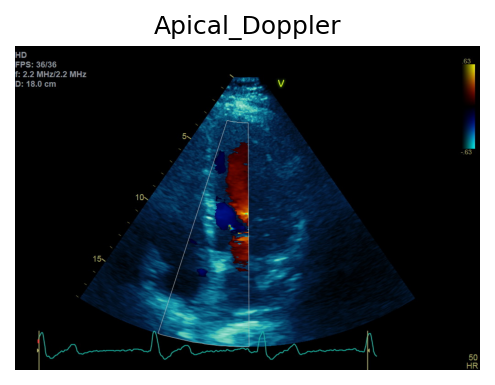 Apical_Doppler
HD
FPS: 36/36
f: 2.2 MHz/2.2 MHz
D: 18.0 cm
V
63
-.63
5
10
15
50
HR